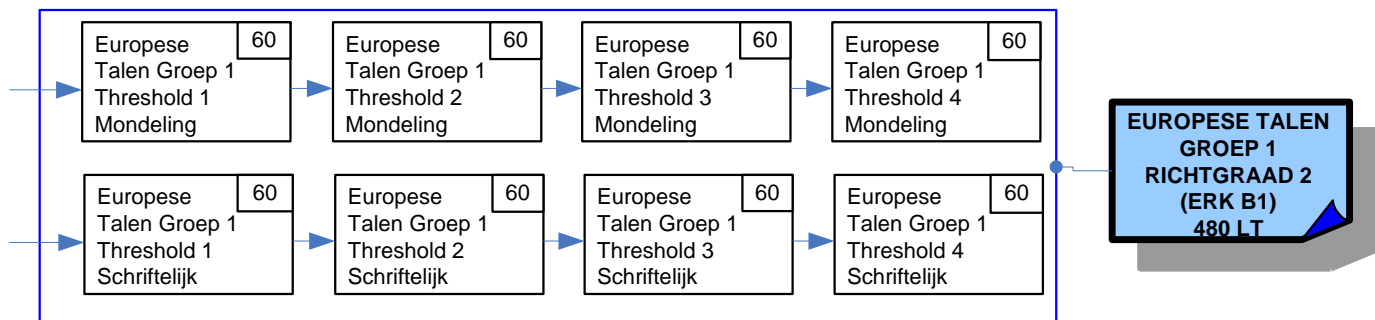 Europese
60
Talen Groep 1
Threshold 1
Mondeling
Europese
60
Talen Groep 1
Threshold 2
Mondeling
Europese
60
Talen Groep 1
Threshold 3
Mondeling
Europese
60
Talen Groep 1
Threshold 4
Mondeling
Europese
60
Talen Groep 1
Threshold 1
Schriftelijk
Europese
60
Talen Groep 1
Threshold 2
Schriftelijk
Europese
60
Talen Groep 1
Threshold 3
Schriftelijk
Europese
60
Talen Groep 1
Threshold 4
Schriftelijk
EUROPESE TALEN
GROEP 1
RICHTGRAAD 2
(ERK B1)
480 LT